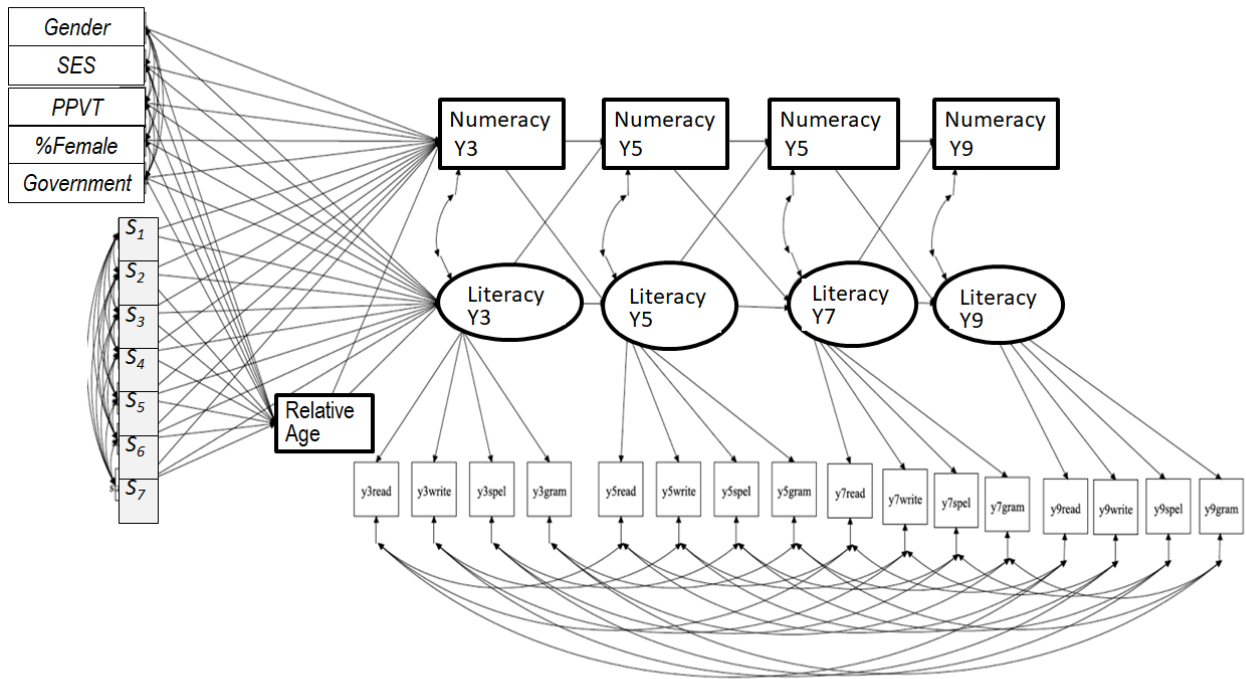 Gender
SES
PPVT
%Female
Government
S1
S2
S3
S4
S5
S6
S7
Numeracy
Y3
Numeracy
Y5
Numeracy
Y5
Numeracy
Y9
Literacy
Y3
Literacy
Y5
Literacy
Y7
Literacy
Y9
Relative
Age
y3read
y3write
y3spel
y3gram
y5read
y5write
y5spel
y5gram
y7read
y7write
y7spel
y7gram
y9read
y9write
y9spel
y9gram